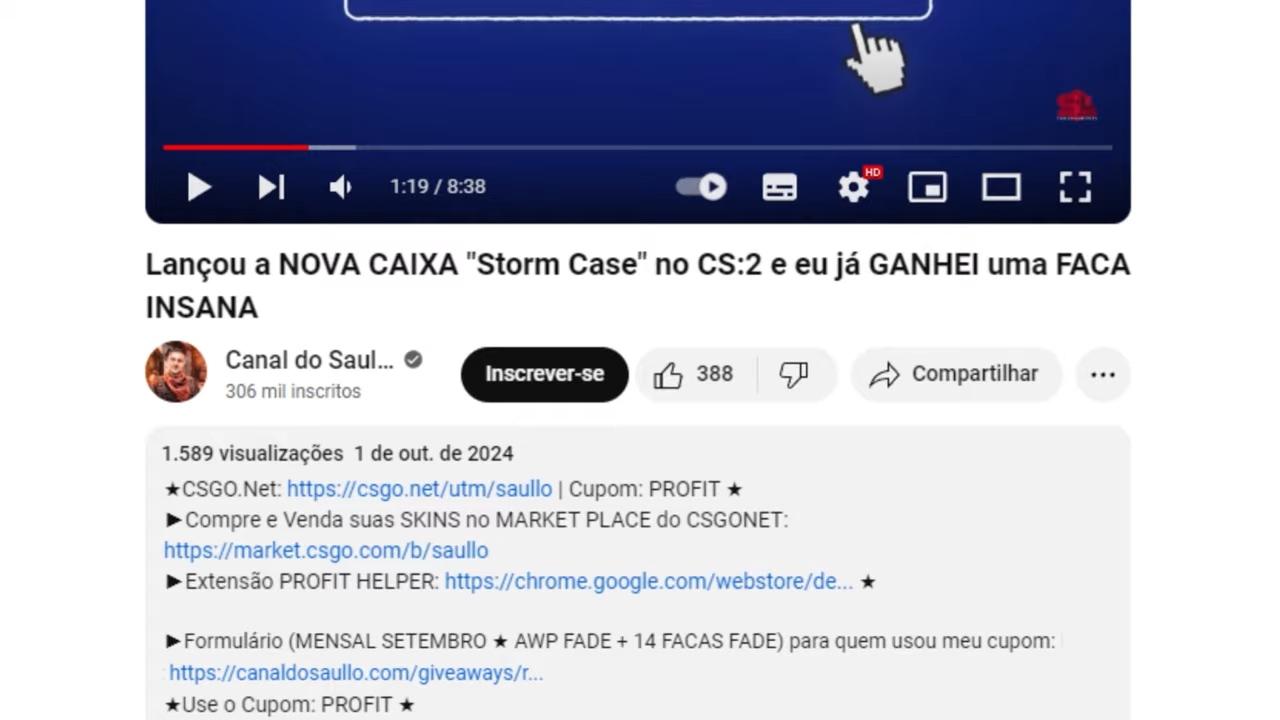 HD
1:19 / 8:38
Lançou a NOVA CAIXA "Storm Case" no CS:2 e eu já GANHEI uma FACA
INSANA
Canal do Saul...
306 mil inscritos
Inscrever-se
388
Compartilhar
1.589 visualizações 1 de out. de 2024
★CSGO.Net: https://csgo.net/utm/saullo | Cupom: PROFIT ★
►Compre e Venda suas SKINS no MARKET PLACE do CSGONET:
https://market.csgo.com/b/saullo
►Extensão PROFIT HELPER: https://chrome.google.com/webstore/de... ★
►Formulário (MENSAL SETEMBRO ★ AWP FADE + 14 FACAS FADE) para quem usou meu cupom:
https://canaldosaullo.com/giveaways/r...
★Use o Cupom: PROFIT ★